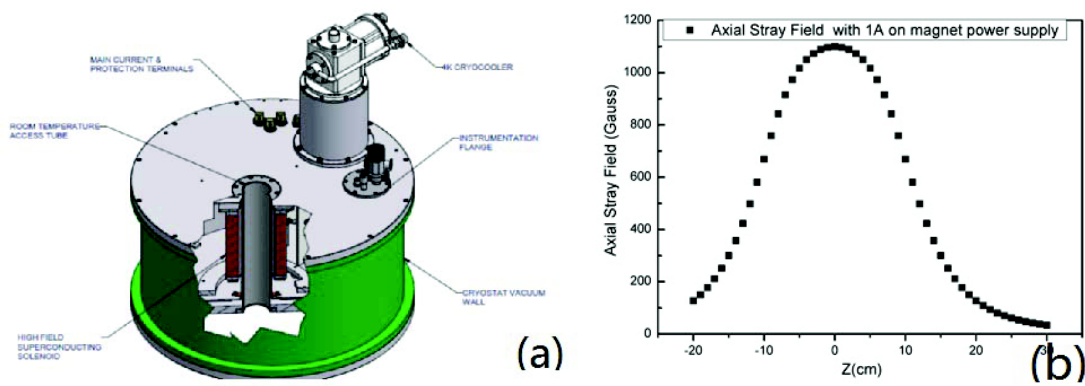 MAIN CURRENT &
PROTECTION TERMINALS
4K CRYOCOOLER
ROOM TEMPERATURE
ACCESS TUBE
INSTRUMENTATION
FLANGE
CRYOSTAT VACUUM
WALL
HIGH FIELD
SUPERCONDUCTING
SOLENOID
(a)
Axial Stray Field with 1A on magnet power supply
Axial Stray Field (Gauss)
1200
1000
800
600
400
200
0
-20
-10
0
10
20
30
Z(cm)
(b)